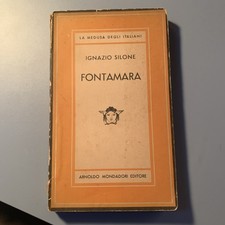 LA MEDUSA DEGLI ITALIANI
IGNAZIO SILONE
FONTAMARA
ARNOLDO MONDADORI EDITORE